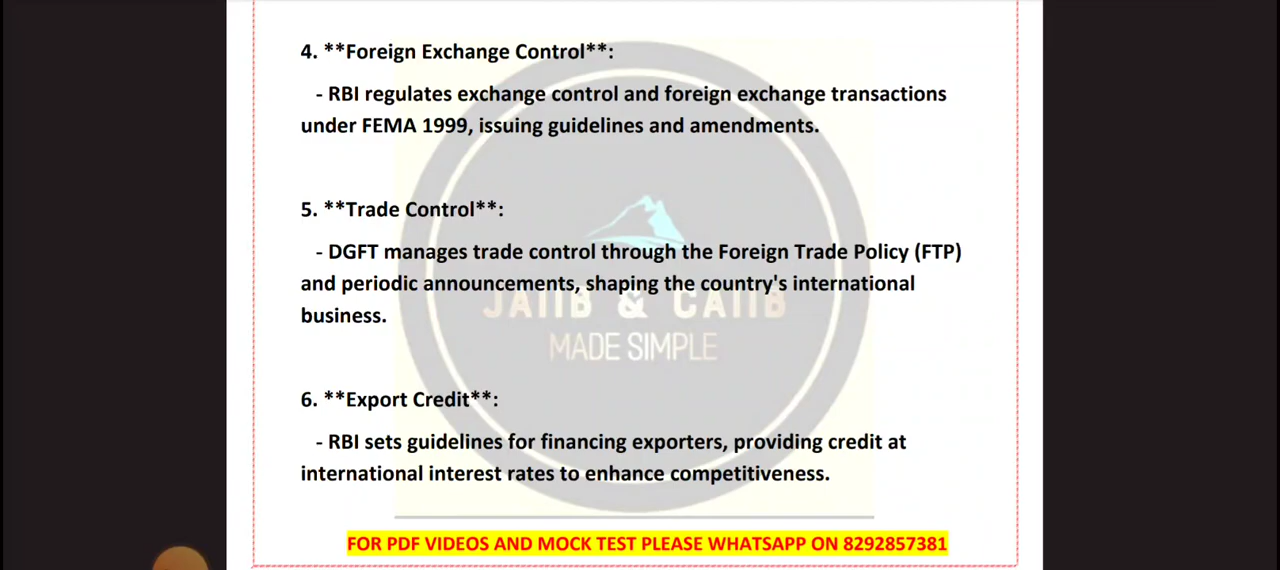 4. **Foreign Exchange Control**:
- RBI regulates exchange control and foreign exchange transactions
under FEMA 1999, issuing guidelines and amendments.
5. **Trade Control**:
- DGFT manages trade control through the Foreign Trade Policy (FTP)
and periodic announcements, shaping the country's international
business.
JAIIB & CAIIB
MADE SIMPLE
6. **Export Credit**:
- RBI sets guidelines for financing exporters, providing credit at
international interest rates to enhance competitiveness.
FOR PDF VIDEOS AND MOCK TEST PLEASE WHATSAPP ON 8292857381